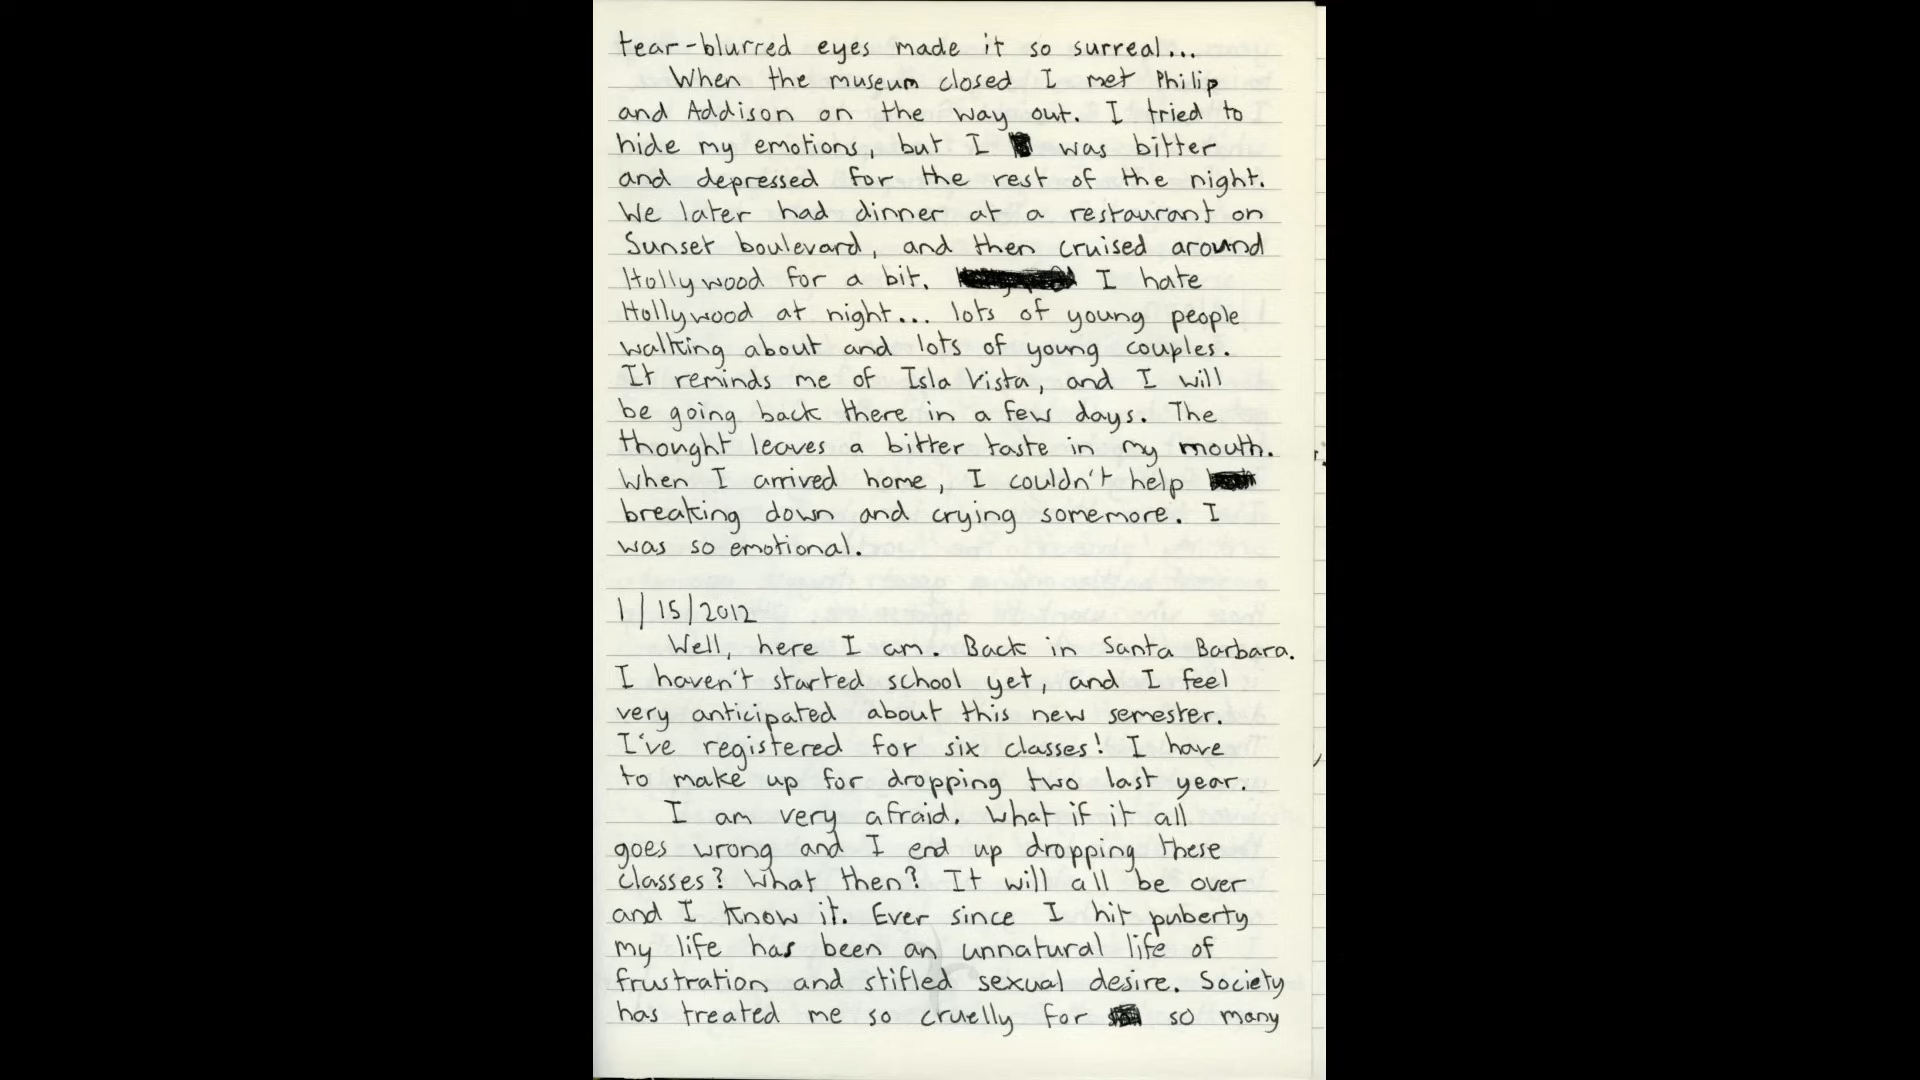 tear-blurred eyes made it so surreal...
When the museum closed I met Philip
and Addison on the way out. I tried to
hide my emotions, but I was bitter
and depressed for the rest of the night.
We later had dinner at a restaurant on
Sunset boulevard, and then cruised around
Hollywood for a bit. I hate
Hollywood at night... lots of young people
walking about and lots of young couples.
It reminds me of Isla Vista, and I will
be going back there in a few days. The
thought leaves a bitter taste in my mouth.
When I arrived home, I couldn't help
breaking down and crying somemore. I
was so emotional.
1/15/2012
Well, here I am. Back in Santa Barbara.
I haven't started school yet, and I feel
very anticipated about this new semester.
I've registered for six classes! I have
to make up for dropping two last year.
I am very afraid. What if it all
goes wrong and I end up dropping these
classes? What then? It will all be over
and I know it. Ever since I hit puberty
my life has been an unnatural life of
frustration and stifled sexual desire. Society
has treated me so cruelly for so many